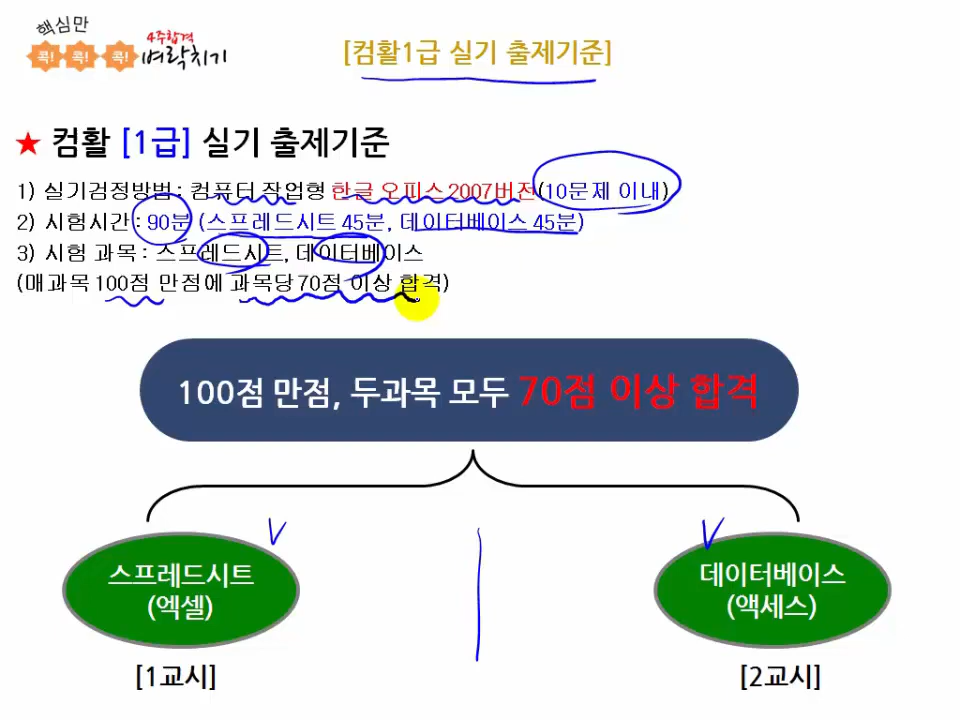 핵심만
콕! 콕! 콕!
4주합격
벼락치기
[컴활1급 실기 출제기준]
★ 컴활 [1급] 실기 출제기준
1) 실기검정방법 : 컴퓨터 작업형 한글 오피스 2007버전(10문제 이내)
2) 시험시간 : 90분 (스프레드시트 45분, 데이터베이스 45분)
3) 시험 과목 : 스프레드시트, 데이터베이스
(매과목 100점 만점에 과목당 70점 이상 합격)
100점 만점, 두과목 모두 70점 이상 합격
스프레드시트
(엑셀)
[1교시]
데이터베이스
(액세스)
[2교시]